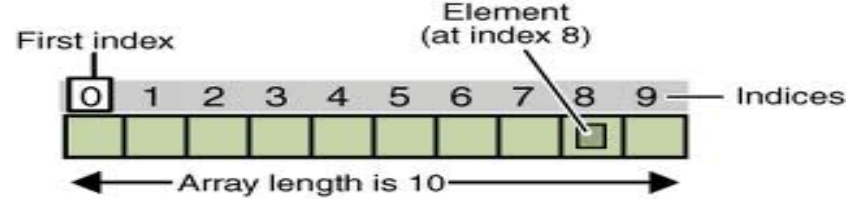 Element
(at index 8)
First index
0 1 2 3 4 5 6 7 8 9
Indices
Array length is 10